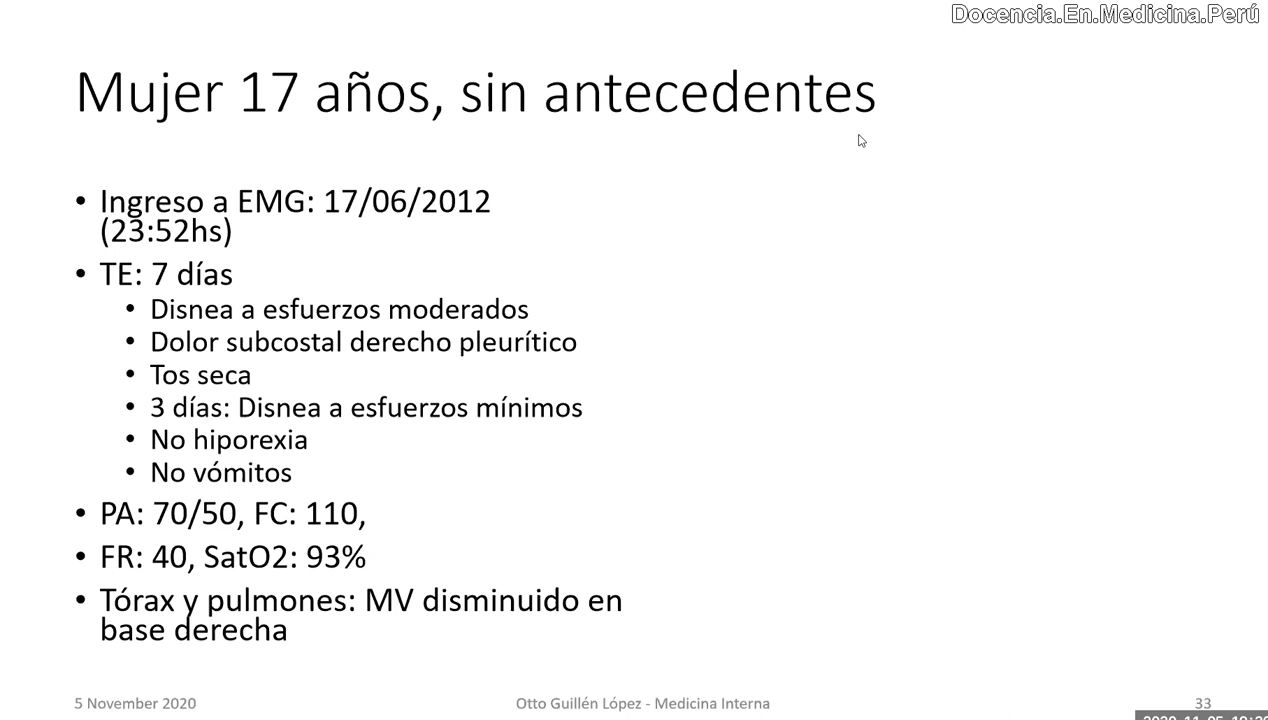 Docencia.En.Medicina.Perú
Mujer 17 años, sin antecedentes
• Ingreso a EMG: 17/06/2012
(23:52hs)
• TE: 7 días
• Disnea a esfuerzos moderados
• Dolor subcostal derecho pleurítico
• Tos seca
• 3 días: Disnea a esfuerzos mínimos
• No hiporexia
• No vómitos
• PA: 70/50, FC: 110,
• FR: 40, SatO2: 93%
• Tórax y pulmones: MV disminuido en
base derecha
5 November 2020
Otto Guillén López - Medicina Interna
33